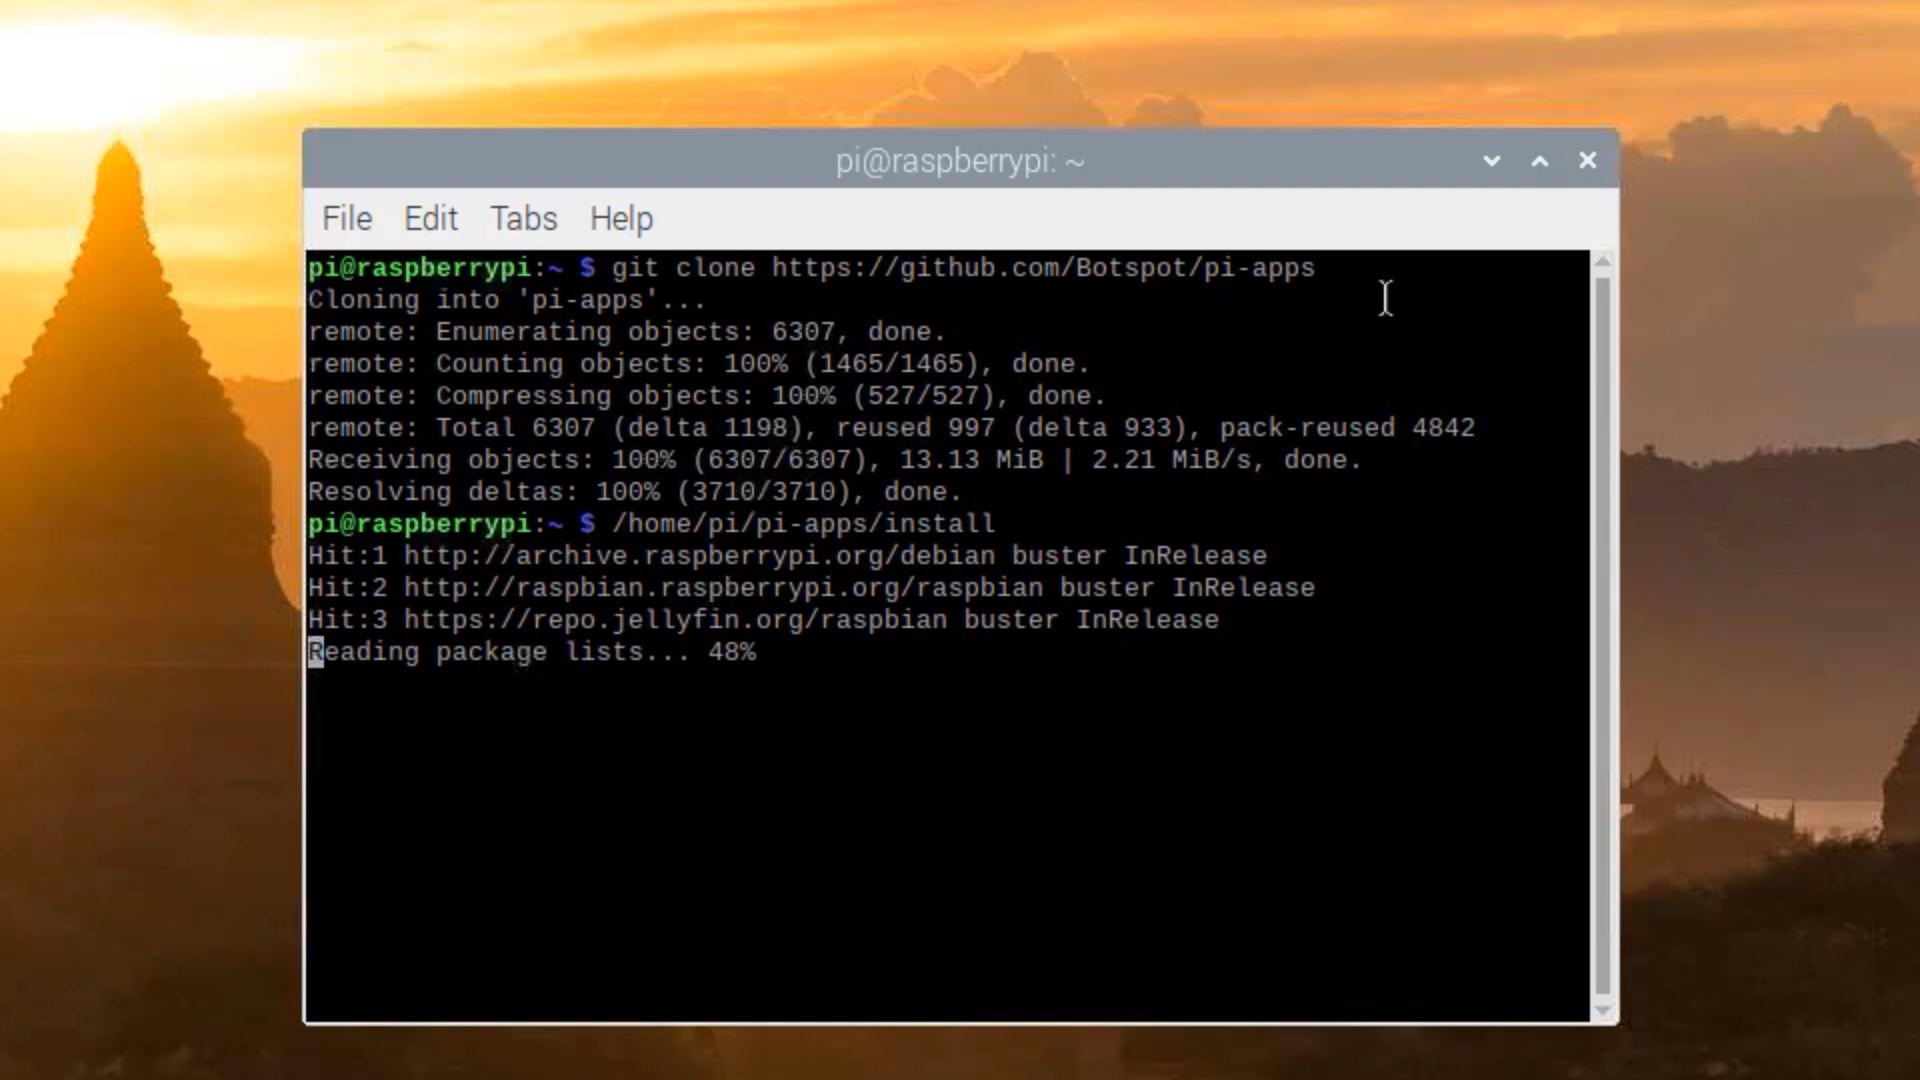 pi@raspberrypi: ~
File Edit Tabs Help
pi@raspberrypi:~ $ git clone https://github.com/Botspot/pi-apps
Cloning into 'pi-apps'...
remote: Enumerating objects: 6307, done.
remote: Counting objects: 100% (1465/1465), done.
remote: Compressing objects: 100% (527/527), done.
remote: Total 6307 (delta 1198), reused 997 (delta 933), pack-reused 4842
Receiving objects: 100% (6307/6307), 13.13 MiB | 2.21 MiB/s, done.
Resolving deltas: 100% (3710/3710), done.
pi@raspberrypi:~ $ /home/pi/pi-apps/install
Hit:1 http://archive.raspberrypi.org/debian buster InRelease
Hit:2 http://raspbian.raspberrypi.org/raspbian buster InRelease
Hit:3 https://repo.jellyfin.org/raspbian buster InRelease
Reading package lists... 48%